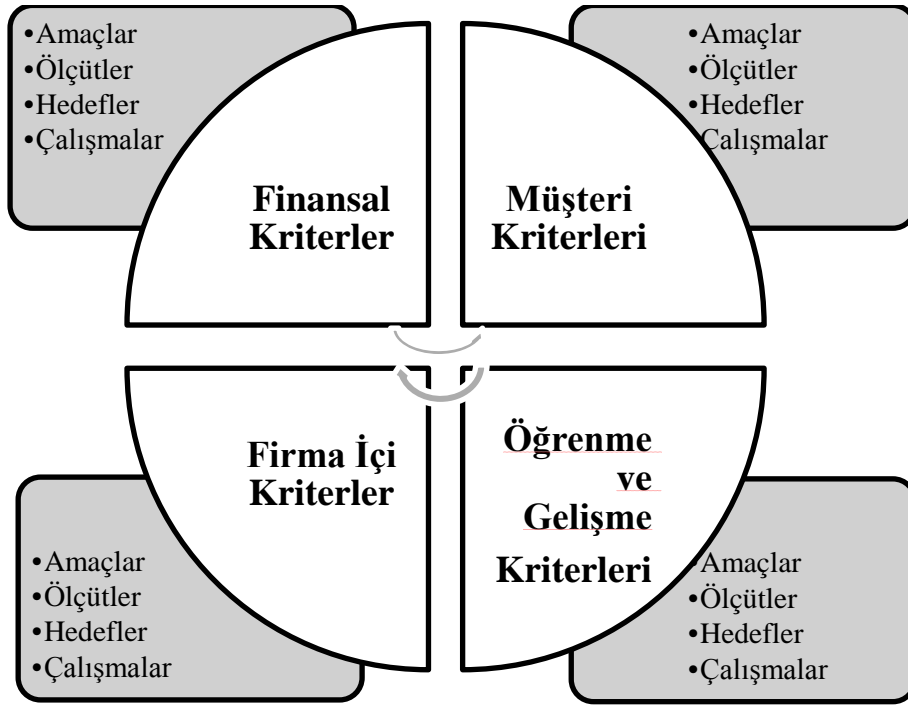 •Amaçlar
•Ölçütler
•Hedefler
•Çalışmalar
Finansal
Kriterler
•Amaçlar
•Ölçütler
•Hedefler
Çalışmalar
Müşteri
Kriterleri
Firma İçi
Kriterler
•Amaçlar
•Ölçütler
•Hedefler
•Çalışmalar
Öğrenme
ve
Gelişme
Kriterleri
•Amaçlar
•Ölçütler
•Hedefler
•Çalışmalar